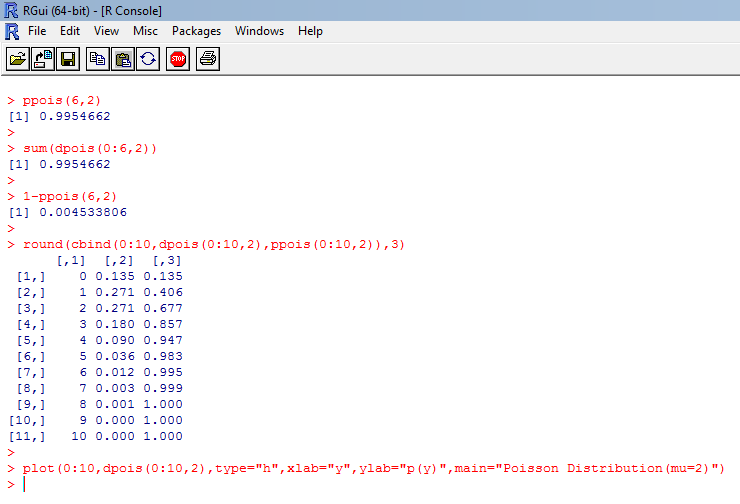 RGui (64-bit) - [R Console]
File Edit View Misc Packages Windows Help
STOP
> ppois(6,2)
[1] 0.9954662
>
> sum(dpois(0:6,2))
[1] 0.9954662
>
> 1-ppois(6,2)
[1] 0.004533806
>
> round(cbind(0:10,dpois(0:10,2),ppois(0:10,2)),3)
      [,1]  [,2]  [,3]
 [1,]    0 0.135 0.135
 [2,]    1 0.271 0.406
 [3,]    2 0.271 0.677
 [4,]    3 0.180 0.857
 [5,]    4 0.090 0.947
 [6,]    5 0.036 0.983
 [7,]    6 0.012 0.995
 [8,]    7 0.003 0.999
 [9,]    8 0.001 1.000
[10,]    9 0.000 1.000
[11,]   10 0.000 1.000
>
> plot(0:10,dpois(0:10,2),type="h",xlab="y",ylab="p(y)",main="Poisson Distribution(mu=2)")
>